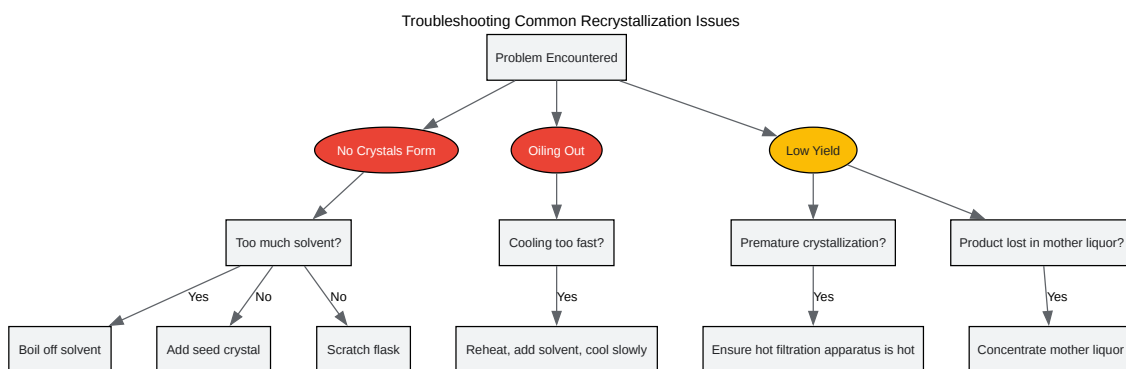 Troubleshooting Common Recrystallization Issues
Problem Encountered
No Crystals Form
Oiling Out
Low Yield
Too much solvent?
Cooling too fast?
Premature crystallization?
Product lost in mother liquor?
Yes
No
No
Yes
Yes
Yes
Boil off solvent
Add seed crystal
Scratch flask
Reheat, add solvent, cool slowly
Ensure hot filtration apparatus is hot
Concentrate mother liquor